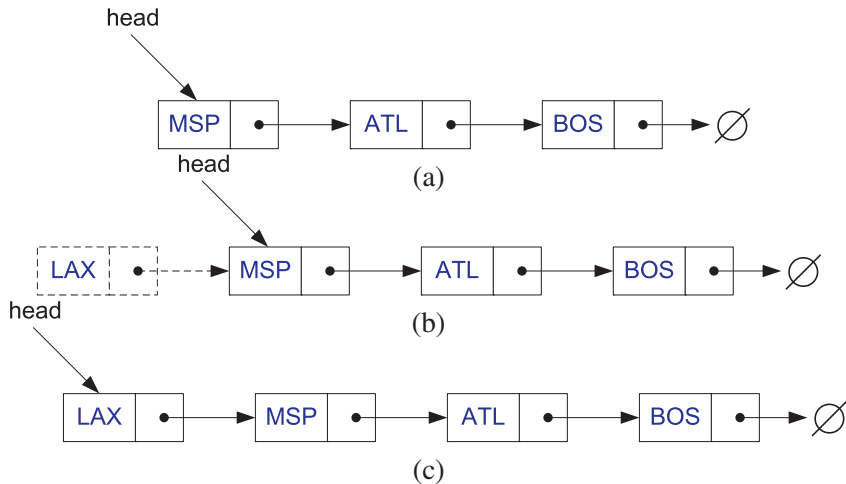 head
MSP ATL BOS ∅
head
(a)
LAX MSP ATL BOS ∅
head
(b)
LAX MSP ATL BOS ∅
(c)